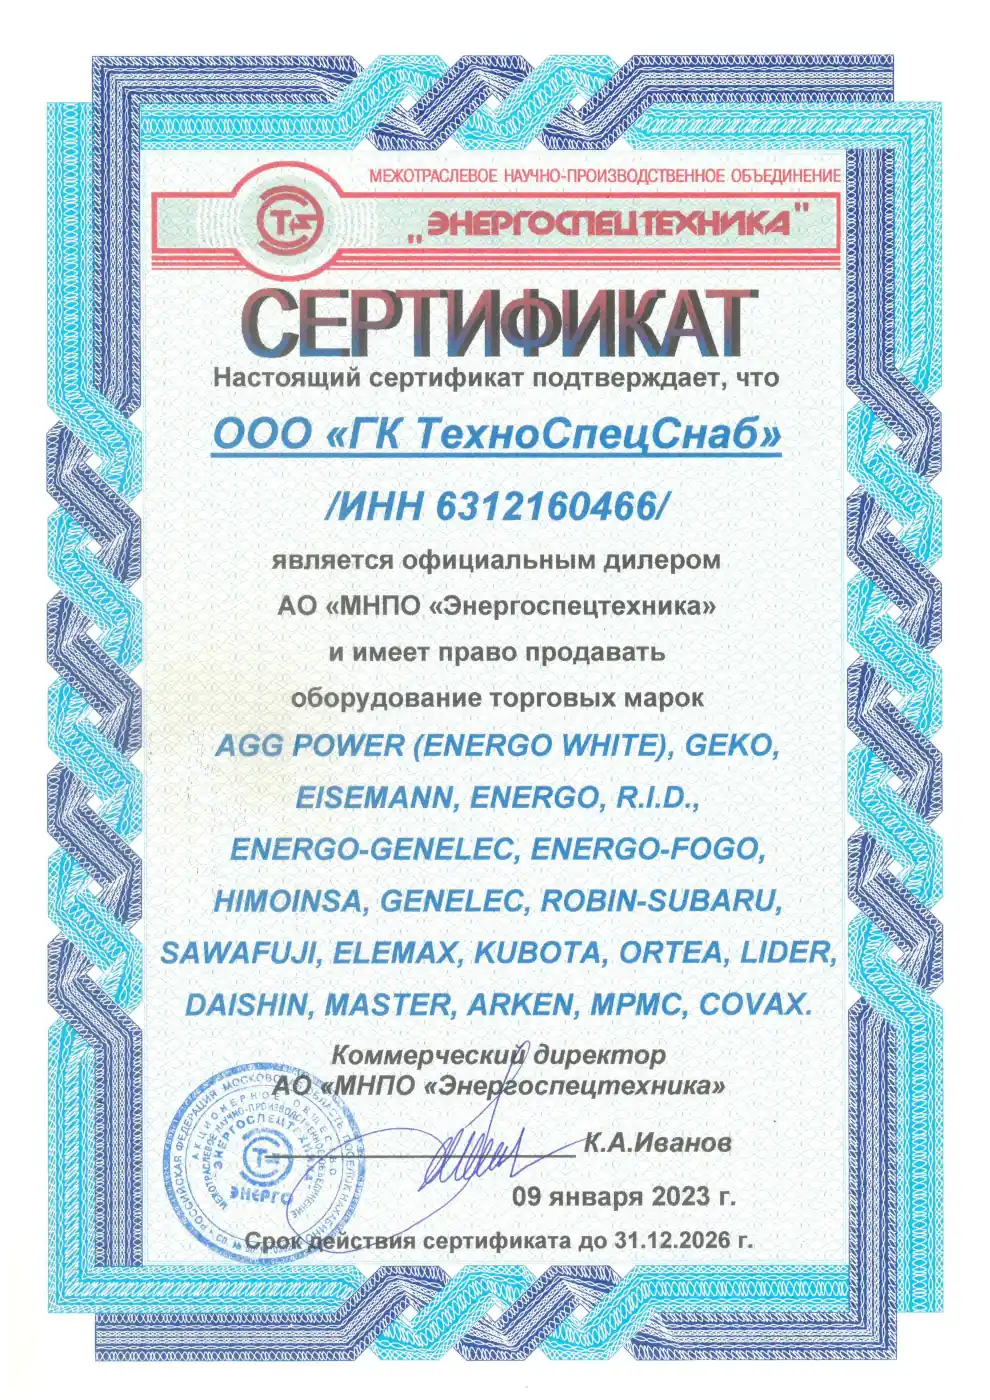 МЕЖОТРАСЛЕВОЕ НАУЧНО-ПРОИЗВОДСТВЕННОЕ ОБЪЕДИНЕНИЕ
„ЭНЕРГОСПЕЦТЕХНИКА"
СЕРТИФИКАТ
Настоящий сертификат подтверждает, что
ООО «ГК ТехноСпецСнаб»
/ИНН 6312160466/
является официальным дилером
АО «МНПО «Энергоспецтехника»
и имеет право продавать
оборудование торговых марок
AGG POWER (ENERGO WHITE), GEKO,
EISEMANN, ENERGO, R.I.D.,
ENERGO-GENELEC, ENERGO-FOGO,
HIMOINSA, GENELEC, ROBIN-SUBARU,
SAWAFUJI, ELEMAX, KUBOTA, ORTEA, LIDER,
DAISHIN, MASTER, ARKEN, MPMC, COVAX.
Коммерческий директор
АО «МНПО «Энергоспецтехника»
К.А.Иванов
09 января 2023 г.
Срок действия сертификата до 31.12.2026 г.
РОССИЙСКАЯ ФЕДЕРАЦИЯ
ЭНЕРГО